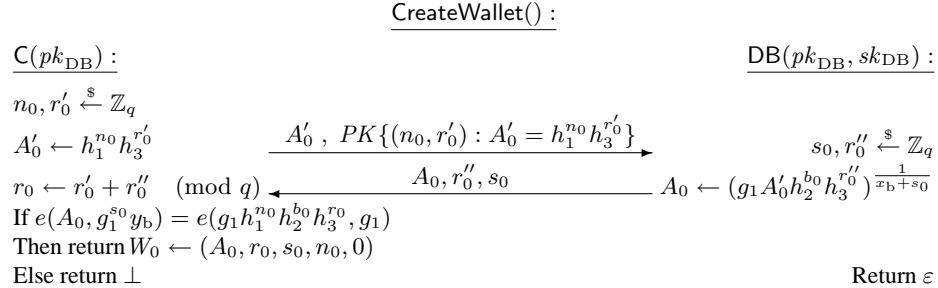 CreateWallet() :
C(pk_DB) : DB(pk_DB, sk_DB) :
n_0, r'_0 ←$ ℤ_q
A'_0 ← h_1^{n_0} h_3^{r'_0} A'_0 , PK{(n_0, r'_0) : A'_0 = h_1^{n_0} h_3^{r'_0}} s_0, r''_0 ←$ ℤ_q
r_0 ← r'_0 + r''_0 (mod q) A_0, r''_0, s_0 A_0 ← (g_1 A'_0 h_2^{b_0} h_3^{r''_0})^{\frac{1}{x_b+s_0}}
If e(A_0, g_1^{s_0} y_b) = e(g_1 h_1^{n_0} h_2^{b_0} h_3^{r_0}, g_1)
Then return W_0 ← (A_0, r_0, s_0, n_0, 0)
Else return ⊥ Return ε